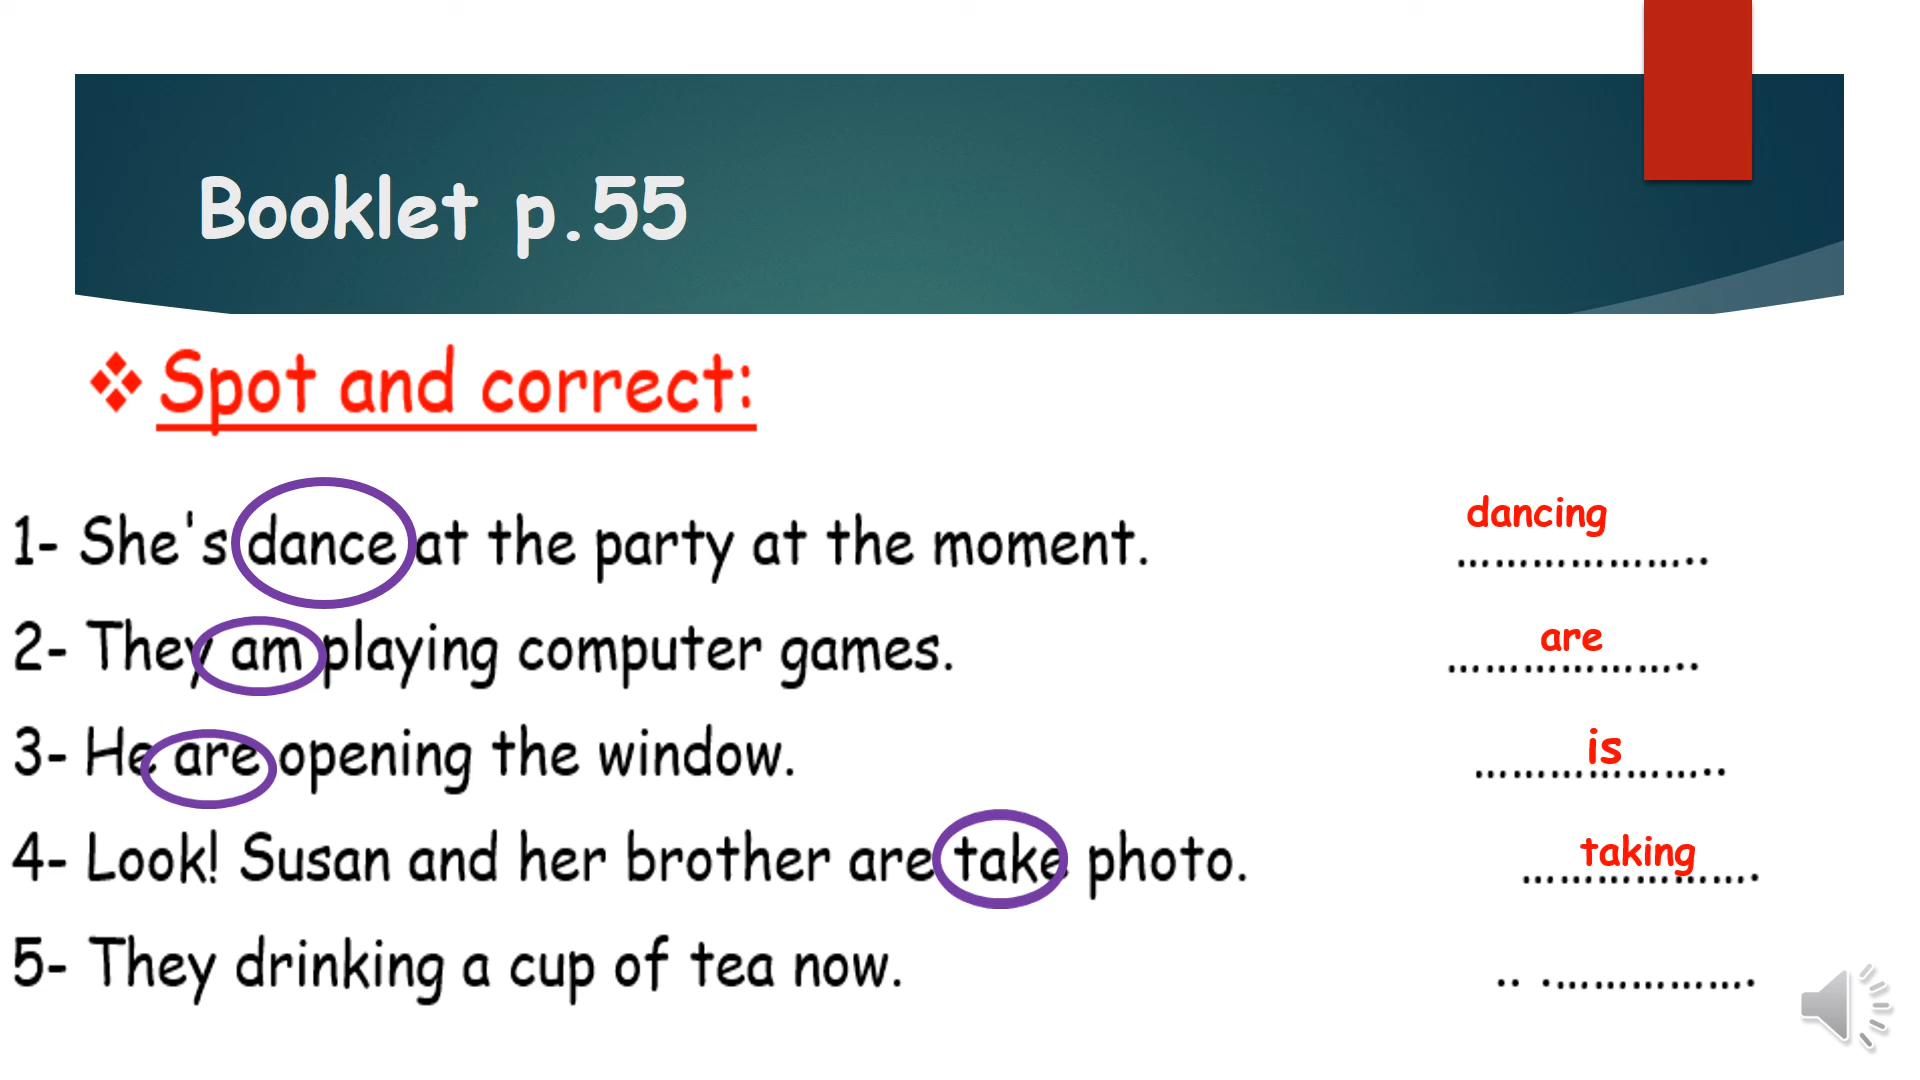 Booklet p.55
Spot and correct:
1- She's dance at the party at the moment. dancing ………………..
2- They am playing computer games. are ………………..
3- He are opening the window. is ………………..
4- Look! Susan and her brother are take photo. taking ……………….
5- They drinking a cup of tea now. .. .…………….